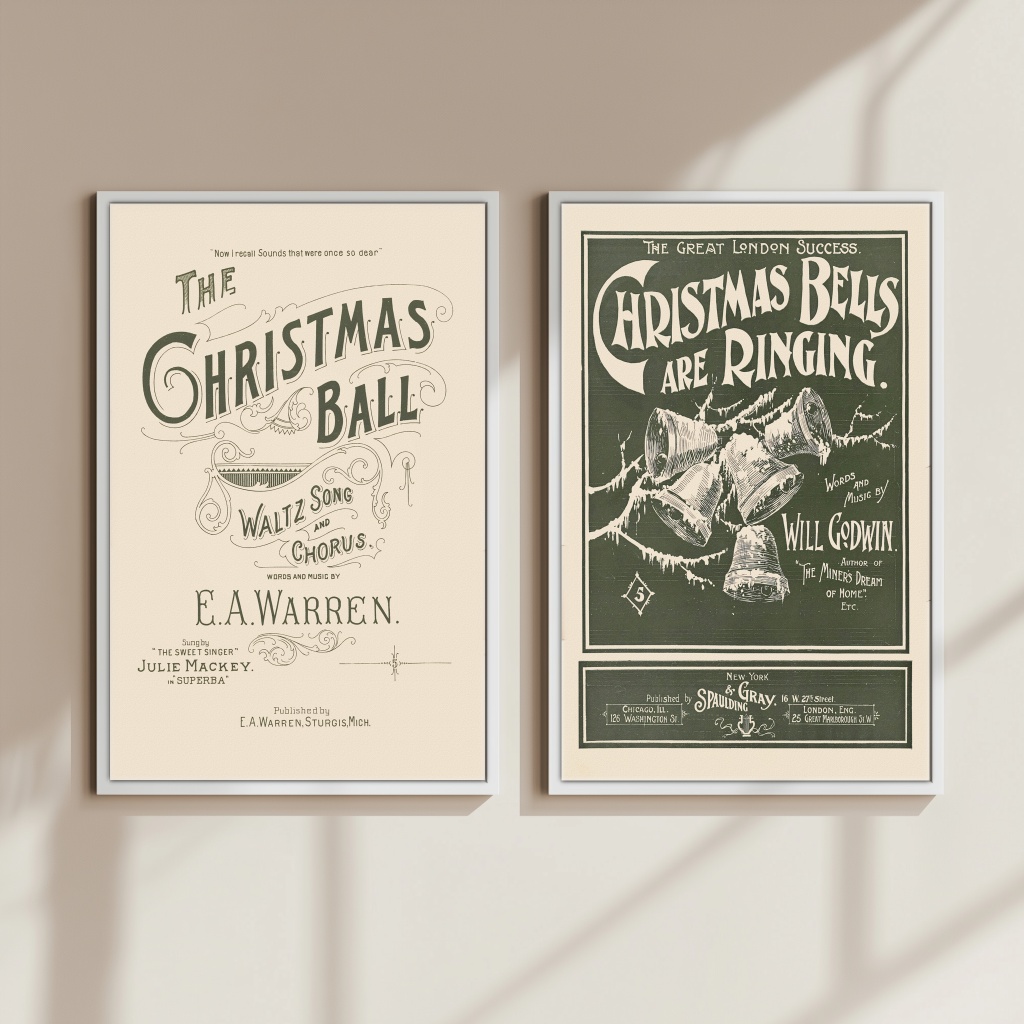 "Now I recall Sounds that were once so dear"
THE
CHRISTMAS
BALL
WALTZ SONG
AND
CHORUS.
WORDS AND MUSIC BY
E.A.WARREN.
Sung by
"THE SWEET SINGER"
JULIE MACKEY.
IN "SUPERBA"
5
Published by
E.A.WARREN, STURGIS, MICH.
THE GREAT LONDON SUCCESS.
CHRISTMAS BELLS
ARE RINGING.
WORDS
AND
MUSIC BY
WILL GODWIN.
AUTHOR OF
"THE MINER'S DREAM
OF HOME".
ETC.
5
NEW YORK
Published by SPAULDING & GRAY, 16 W. 27th Street.
CHICAGO, ILL.
126 WASHINGTON ST.
LONDON, ENG.
25 GREAT MARLBOROUGH ST W.